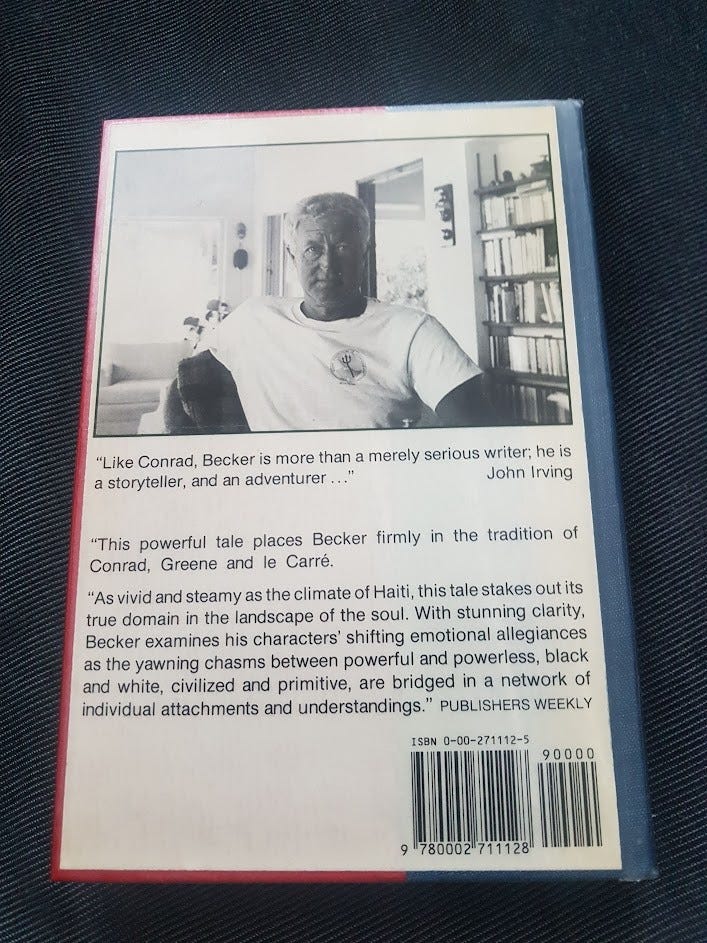 “Like Conrad, Becker is more than a merely serious writer; he is
a storyteller, and an adventurer ...” John Irving
“This powerful tale places Becker firmly in the tradition of
Conrad, Greene and le Carré.
“As vivid and steamy as the climate of Haiti, this tale stakes out its
true domain in the landscape of the soul. With stunning clarity,
Becker examines his characters’ shifting emotional allegiances
as the yawning chasms between powerful and powerless, black
and white, civilized and primitive, are bridged in a network of
individual attachments and understandings.” PUBLISHERS WEEKLY
ISBN 0-00-271112-5
90000
9 780002 711128